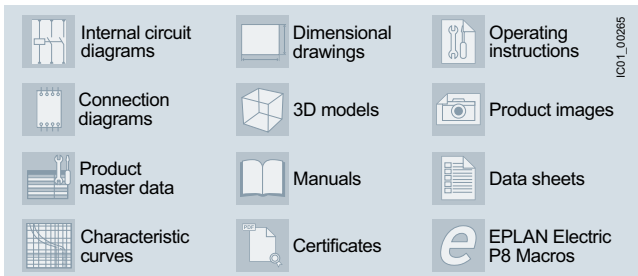 Internal circuit
diagrams
Dimensional
drawings
Operating
instructions
IC01_00265
Connection
diagrams
3D models
Product images
Product
master data
Manuals
Data sheets
Characteristic
curves
PDF
Certificates
e
EPLAN Electric
P8 Macros